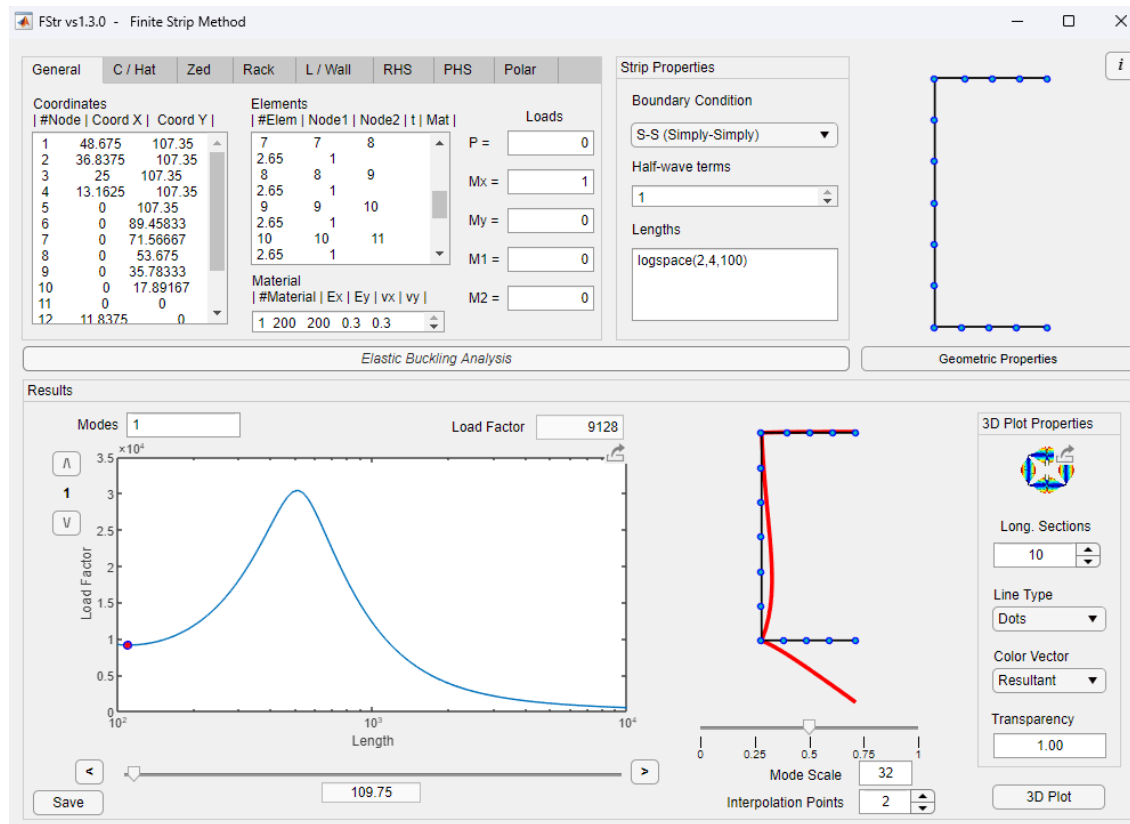 FStr vs1.3.0 - Finite Strip Method
General C / Hat Zed Rack L / Wall RHS PHS Polar
Coordinates
| #Node | Coord X | Coord Y |
1 48.675 107.35
2 36.8375 107.35
3 25 107.35
4 13.1625 107.35
5 0 107.35
6 0 89.45833
7 0 71.56667
8 0 53.675
9 0 35.78333
10 0 17.89167
11 0 0
12 11.8375 0
Elements
| #Elem | Node1 | Node2 | t | Mat |
7 7 8
2.65 1
8 8 9
2.65 1
9 9 10
2.65 1
10 10 11
2.65 1
Material
| #Material | Ex | Ey | vx | vy |
1 200 200 0.3 0.3
Loads
P = 0
Mx = 1
My = 0
M1 = 0
M2 = 0
Strip Properties
Boundary Condition
S-S (Simply-Simply)
Half-wave terms
1
Lengths
logspace(2,4,100)
i
Elastic Buckling Analysis
Geometric Properties
Results
Modes 1
Load Factor 9128
/\
1
\/
×10⁴
3.5
3
2.5
2
1.5
1
0.5
0
Load Factor
10² 10³ 10⁴
Length
< >
109.75
Save
0 0.25 0.5 0.75 1
Mode Scale 32
Interpolation Points 2
3D Plot Properties
Long. Sections
10
Line Type
Dots
Color Vector
Resultant
Transparency
1.00
3D Plot